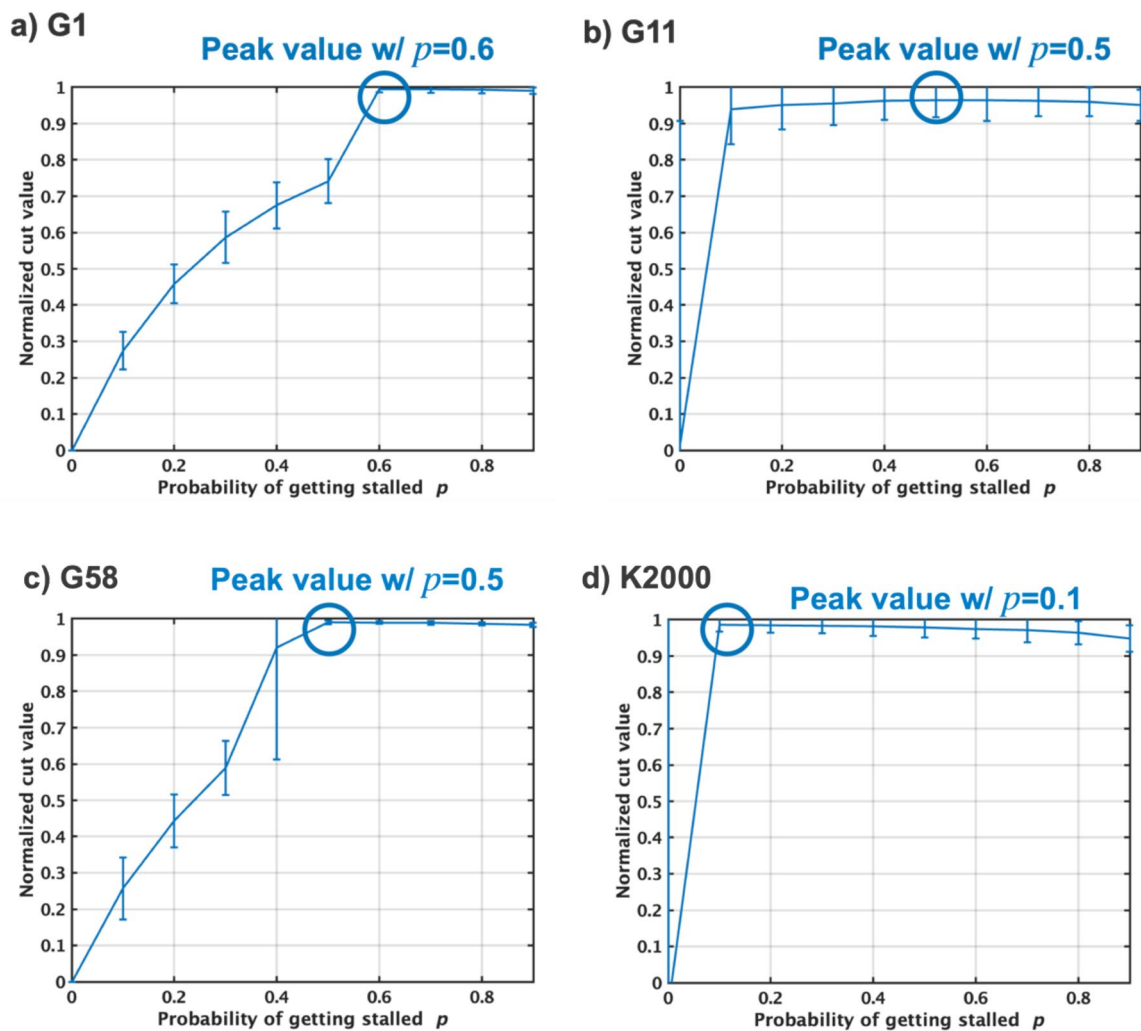 a) G1
Peak value w/ p=0.6
Normalized cut value
1
0.9
0.8
0.7
0.6
0.5
0.4
0.3
0.2
0.1
0
0 0.2 0.4 0.6 0.8
Probability of getting stalled p
b) G11
Peak value w/ p=0.5
Normalized cut value
1
0.9
0.8
0.7
0.6
0.5
0.4
0.3
0.2
0.1
0
0 0.2 0.4 0.6 0.8
Probability of getting stalled p
c) G58
Peak value w/ p=0.5
Normalized cut value
1
0.9
0.8
0.7
0.6
0.5
0.4
0.3
0.2
0.1
0
0 0.2 0.4 0.6 0.8
Probability of getting stalled p
d) K2000
Peak value w/ p=0.1
Normalized cut value
1
0.9
0.8
0.7
0.6
0.5
0.4
0.3
0.2
0.1
0
0 0.2 0.4 0.6 0.8
Probability of getting stalled p